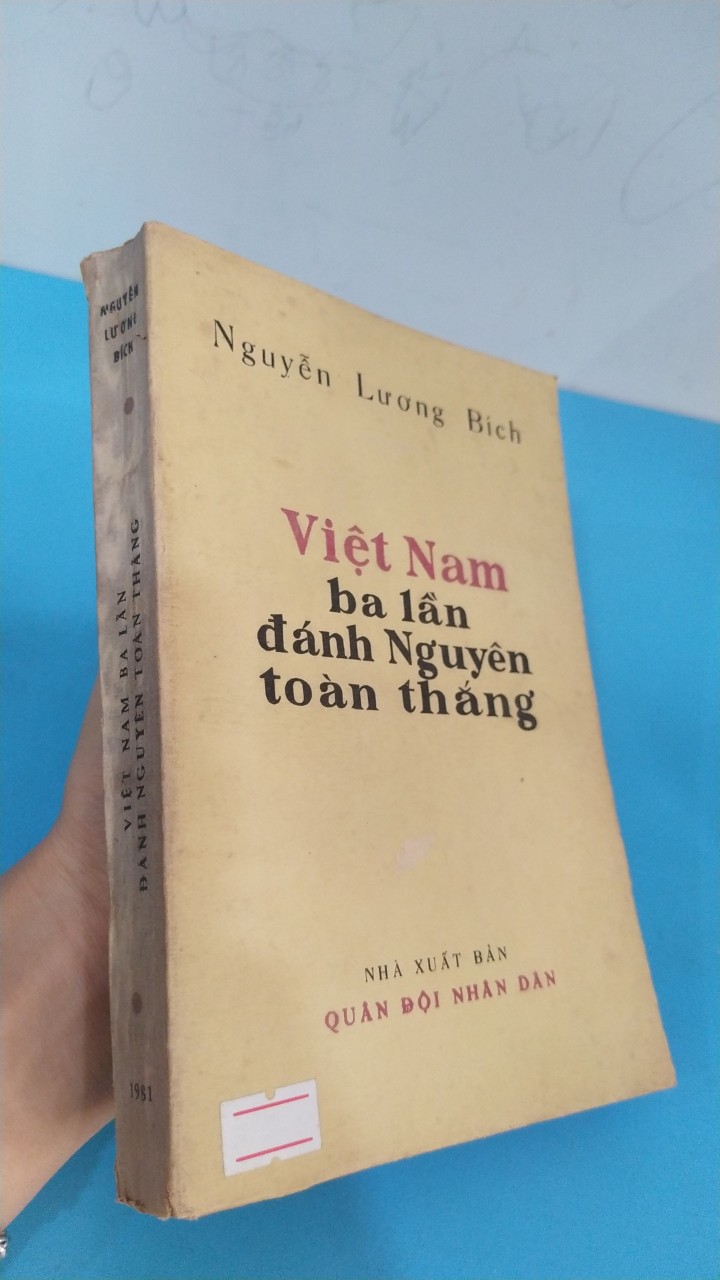 Nguyễn Lương Bích
Việt Nam
ba lần
đánh Nguyên
toàn thắng
NHÀ XUẤT BẢN
QUÂN ĐỘI NHÂN DÂN
NGUYỄN
LƯƠNG
BÍCH
VIỆT NAM BA LẦN
ĐÁNH NGUYÊN TOÀN THẮNG
1981